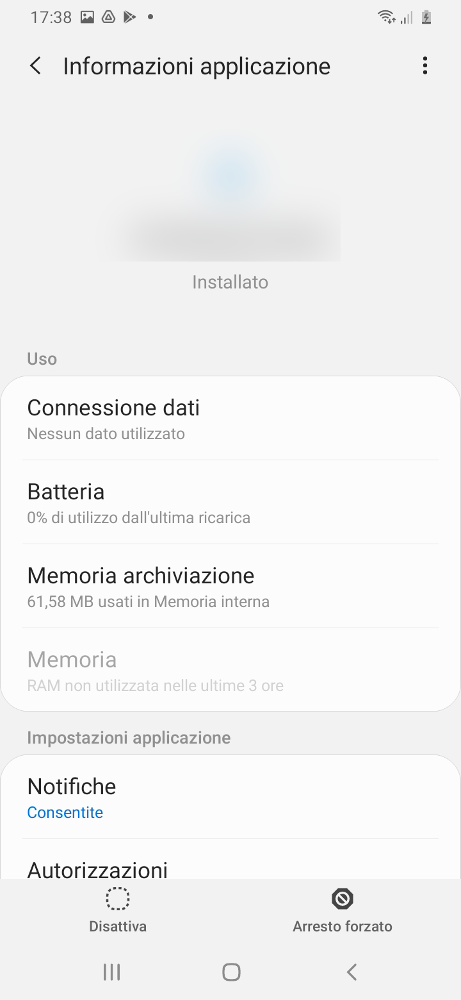 17:38
Informazioni applicazione
Installato
Uso
Connessione dati
Nessun dato utilizzato
Batteria
0% di utilizzo dall'ultima ricarica
Memoria archiviazione
61,58 MB usati in Memoria interna
Memoria
RAM non utilizzata nelle ultime 3 ore
Impostazioni applicazione
Notifiche
Consentite
Autorizzazioni
Disattiva
Arresto forzato